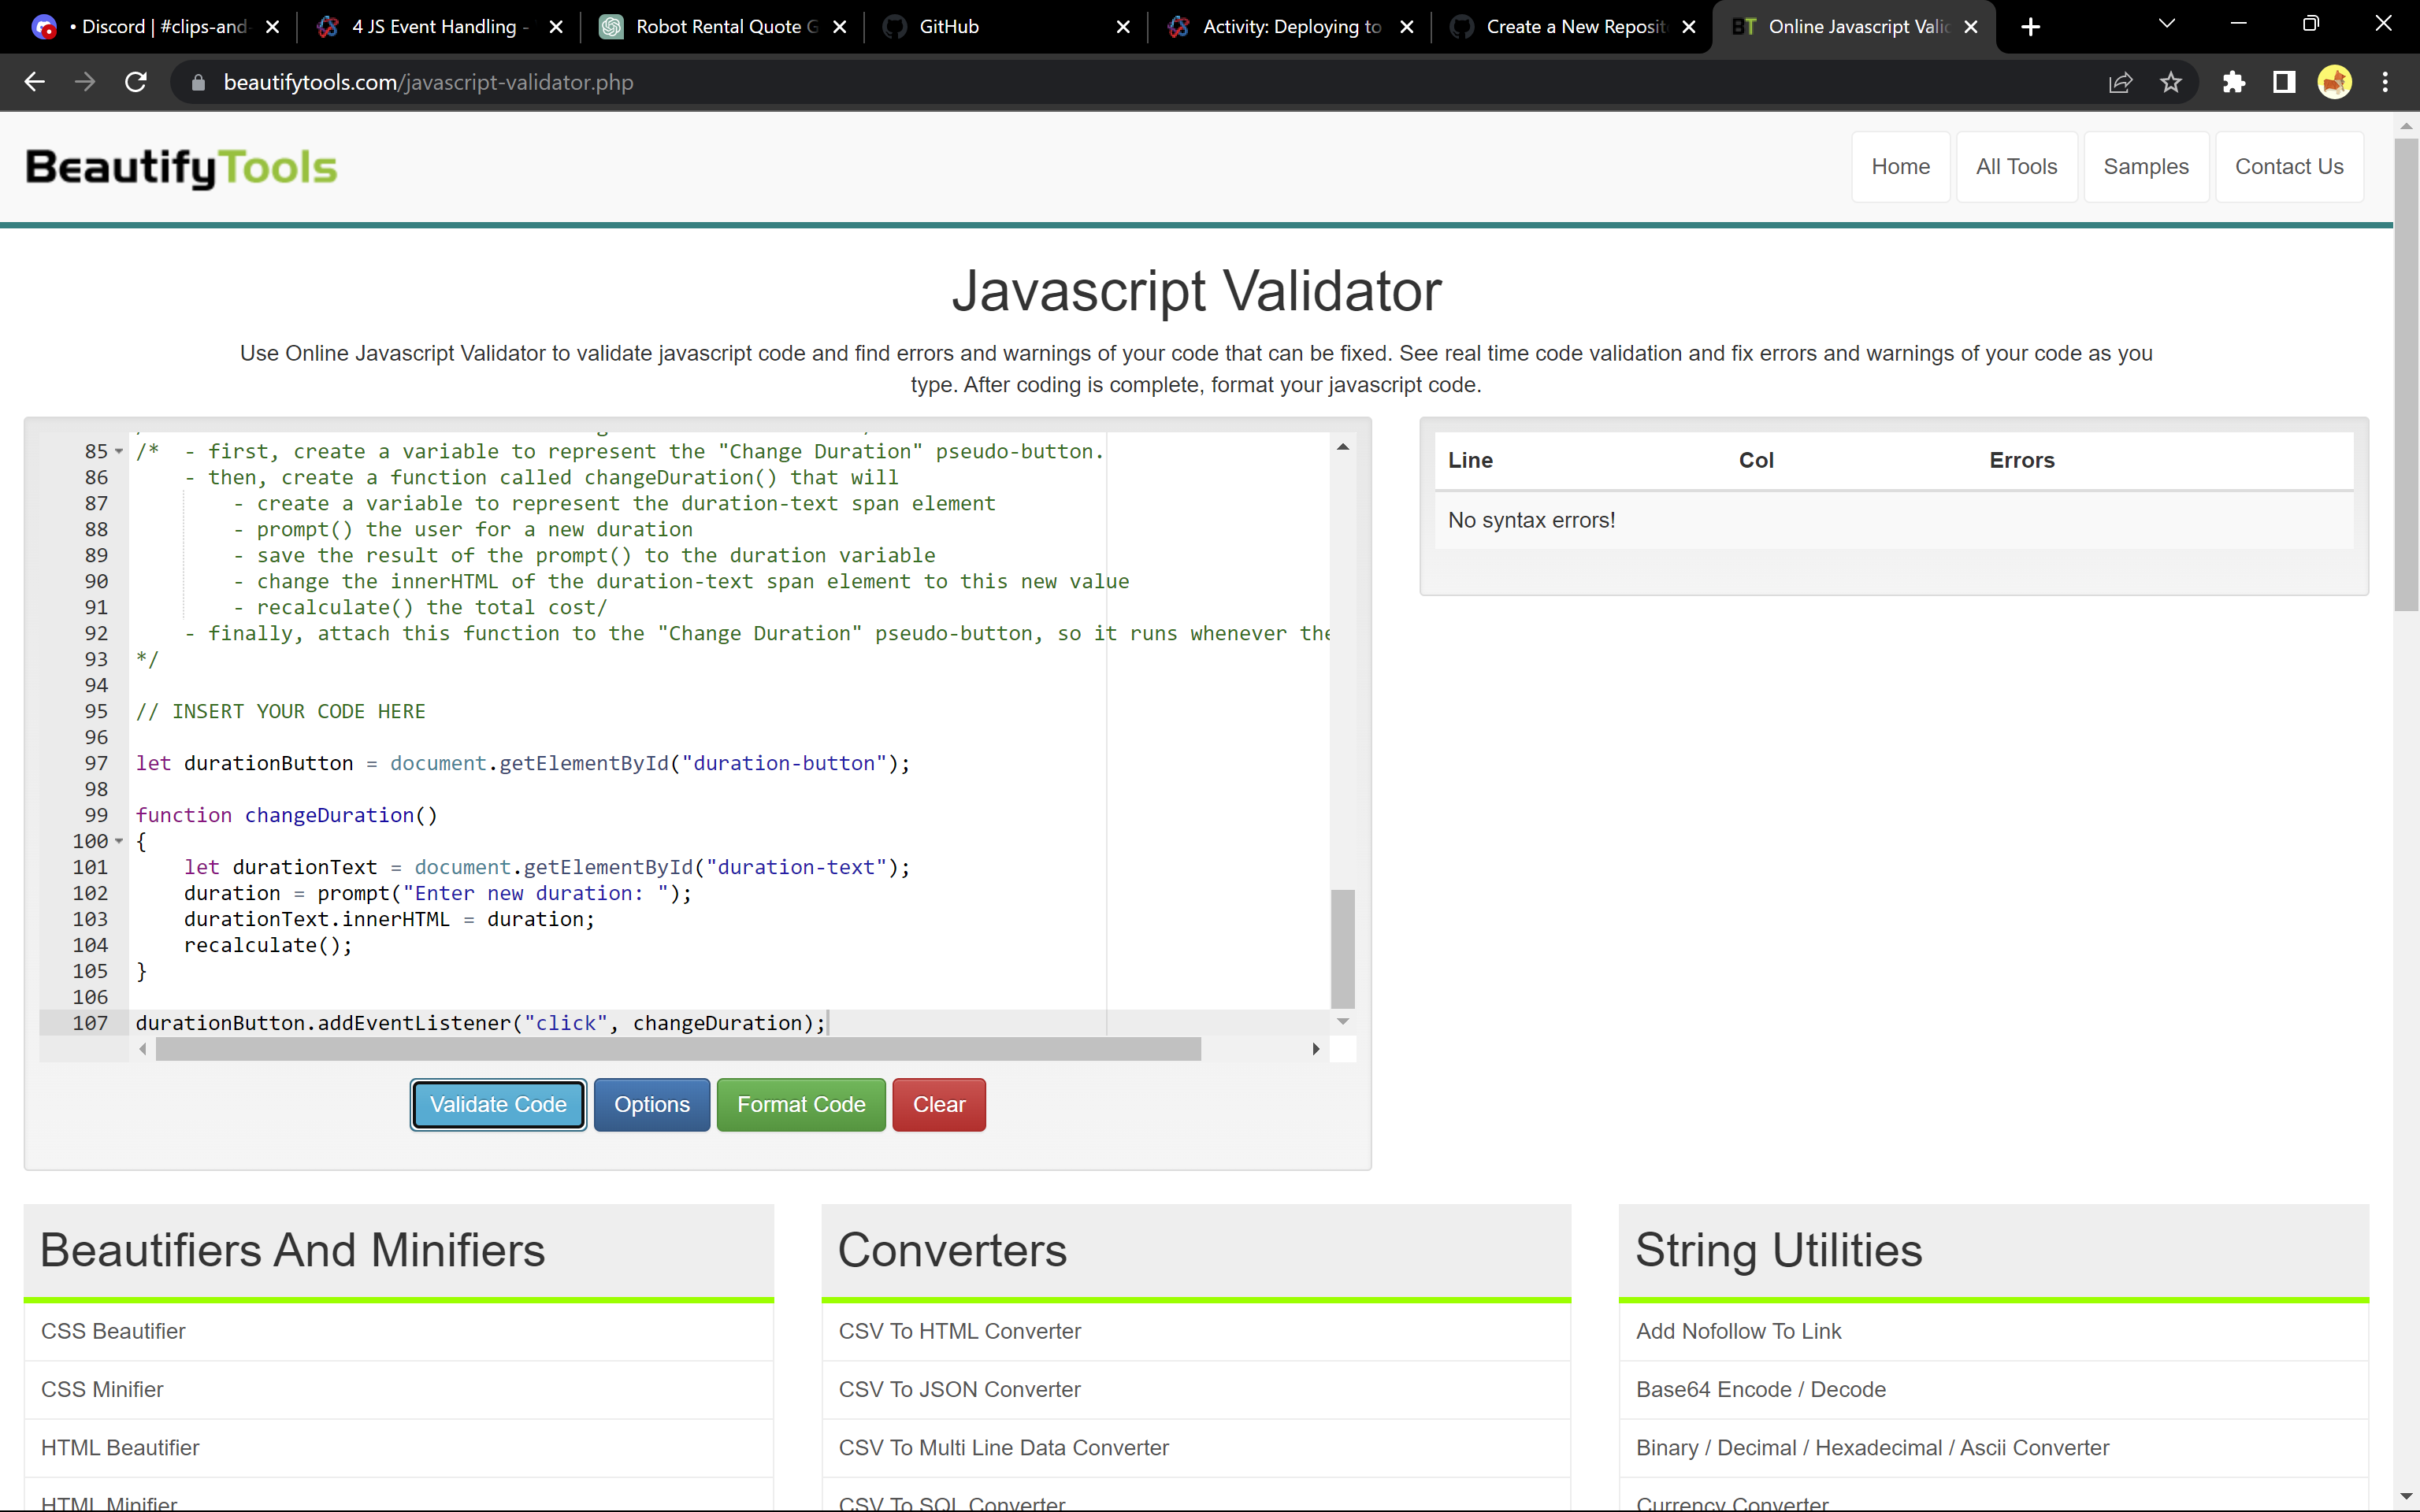 • Discord | #clips-and-
4 JS Event Handling -
Robot Rental Quote G
GitHub
Activity: Deploying to
Create a New Reposit
BT Online Javascript Valid
beautifytools.com/javascript-validator.php
BeautifyTools
Home
All Tools
Samples
Contact Us
Javascript Validator
Use Online Javascript Validator to validate javascript code and find errors and warnings of your code that can be fixed. See real time code validation and fix errors and warnings of your code as you
type. After coding is complete, format your javascript code.
85 /* - first, create a variable to represent the "Change Duration" pseudo-button.
86 - then, create a function called changeDuration() that will
87 - create a variable to represent the duration-text span element
88 - prompt() the user for a new duration
89 - save the result of the prompt() to the duration variable
90 - change the innerHTML of the duration-text span element to this new value
91 - recalculate() the total cost/
92 - finally, attach this function to the "Change Duration" pseudo-button, so it runs whenever the
93 */
94
95 // INSERT YOUR CODE HERE
96
97 let durationButton = document.getElementById("duration-button");
98
99 function changeDuration()
100 {
101 let durationText = document.getElementById("duration-text");
102 duration = prompt("Enter new duration: ");
103 durationText.innerHTML = duration;
104 recalculate();
105 }
106
107 durationButton.addEventListener("click", changeDuration);
Line Col Errors
No syntax errors!
Validate Code
Options
Format Code
Clear
Beautifiers And Minifiers
CSS Beautifier
CSS Minifier
HTML Beautifier
HTML Minifier
Converters
CSV To HTML Converter
CSV To JSON Converter
CSV To Multi Line Data Converter
CSV To SQL Converter
String Utilities
Add Nofollow To Link
Base64 Encode / Decode
Binary / Decimal / Hexadecimal / Ascii Converter
Currency Converter